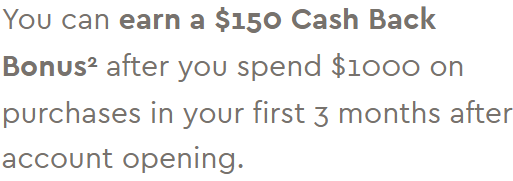 You can earn a $150 Cash Back
Bonus² after you spend $1000 on
purchases in your first 3 months after
account opening.